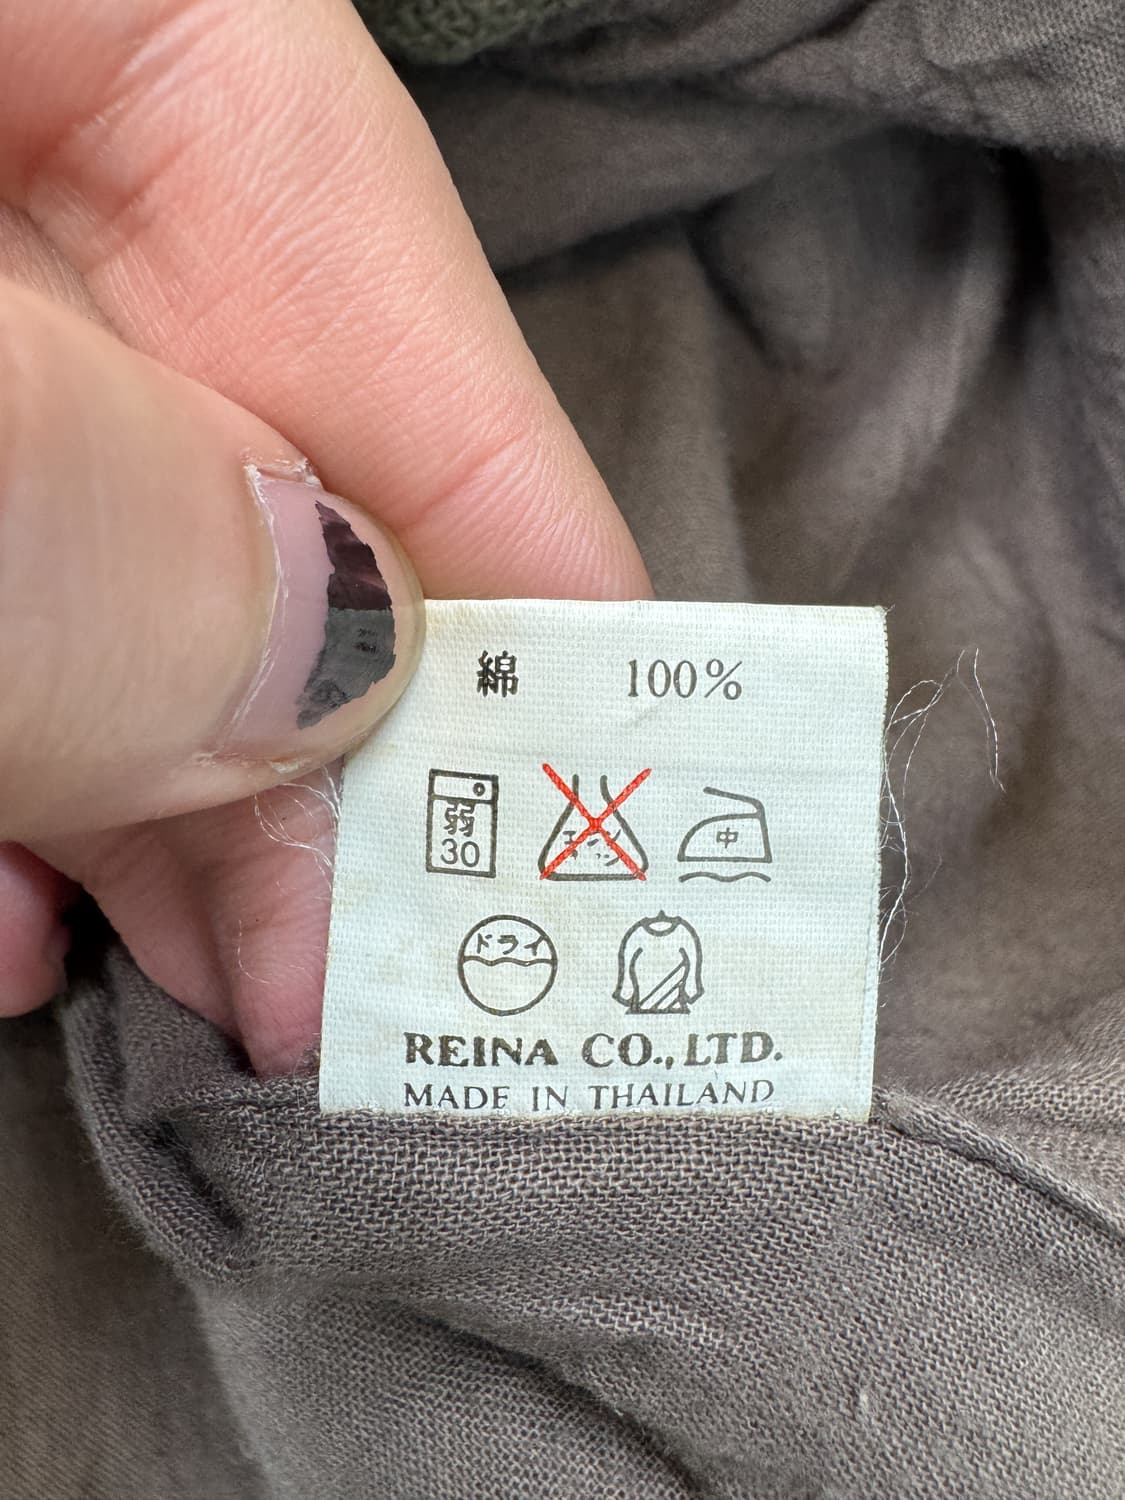 綿 100%
弱 中
30
ドライ
REINA CO., LTD.
MADE IN THAILAND